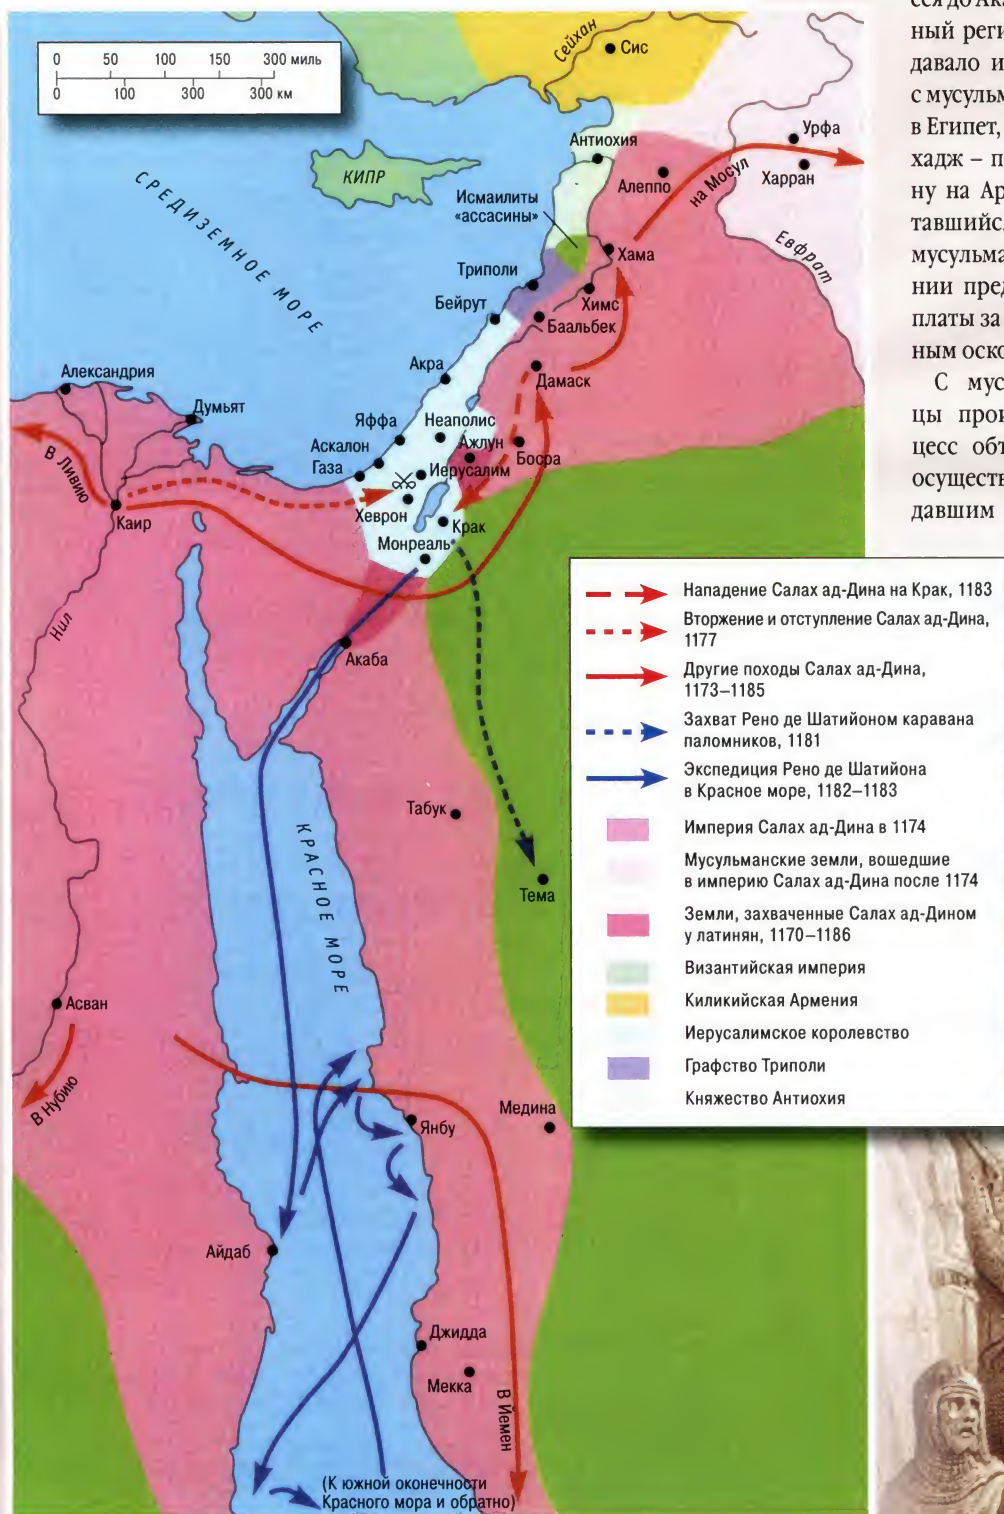 0 50 100 150 300 миль
0 100 300 300 км
Сейхан
Сис
Антиохия
Урфа
Харран
на Мосул
Алеппо
КИПР
СРЕДИЗЕМНОЕ МОРЕ
Исмаилиты
«ассасины»
Хама
Евфрат
Триполи
Химс
Бейрут
Баальбек
Акра
Дамаск
Александрия
Думьят
Яффа
Неаполис
Аскалон
Ажлун
Босра
Газа
Иерусалим
В Ливию
Хеврон
Каир
Крак
Монреаль
Нил
Акаба
Табук
КРАСНОЕ МОРЕ
Тема
Асван
В Нубию
Янбу
Медина
Айдаб
Джидда
Мекка
В Йемен
(К южной оконечности
Красного мора и обратно)
Нападение Салах ад-Дина на Крак, 1183
Вторжение и отступление Салах ад-Дина,
1177
Другие походы Салах ад-Дина,
1173–1185
Захват Рено де Шатийоном каравана
паломников, 1181
Экспедиция Рено де Шатийона
в Красное море, 1182–1183
Империя Салах ад-Дина в 1174
Мусульманские земли, вошедшие
в империю Салах ад-Дина после 1174
Земли, захваченные Салах ад-Дином
у латинян, 1170–1186
Византийская империя
Киликийская Армения
Иерусалимское королевство
Графство Триполи
Княжество Антиохия
ный реги
давало и
с мусульм
в Египет,
хадж – п
ну на Ар
тавшийс
мусульма
нии пред
платы за
ным оско
С мус
цы прои
цесс объ
осуществ
давшим